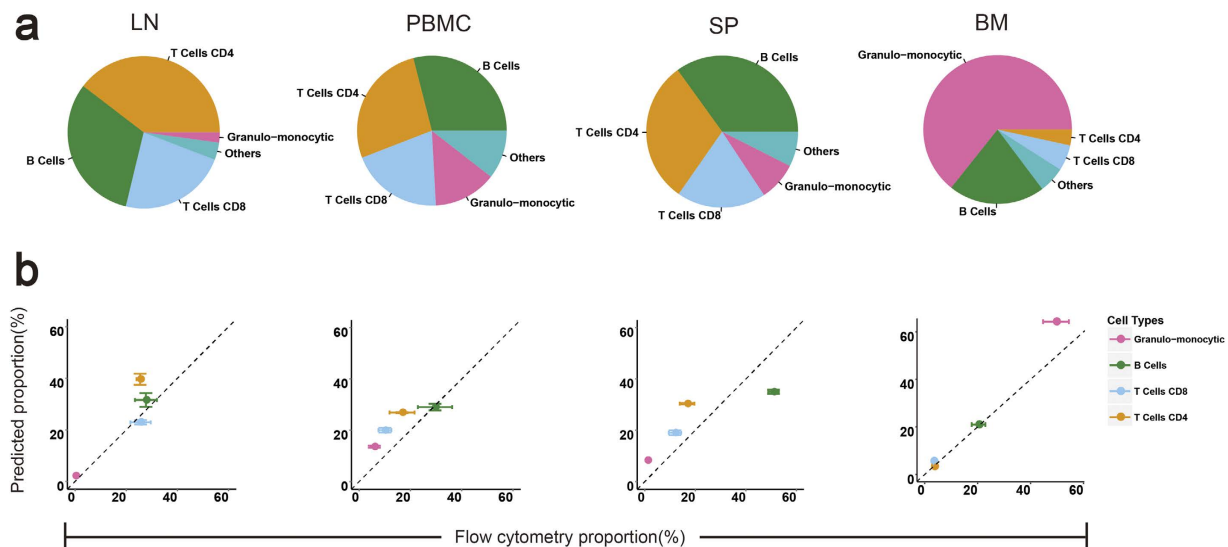 a
LN
PBMC
SP
BM
T Cells CD4
B Cells
T Cells CD8
Granulo−monocytic
Others
B Cells
T Cells CD4
T Cells CD8
Granulo−monocytic
Others
B Cells
T Cells CD4
T Cells CD8
Granulo−monocytic
Others
Granulo−monocytic
T Cells CD4
T Cells CD8
Others
B Cells
b
Predicted proportion(%)
60
40
20
0
0 20 40 60
60
40
20
0
0 20 40 60
60
40
20
0
0 20 40 60
60
40
20
0
0 20 40 60
Cell Types
Granulo−monocytic
B Cells
T Cells CD8
T Cells CD4
Flow cytometry proportion(%)